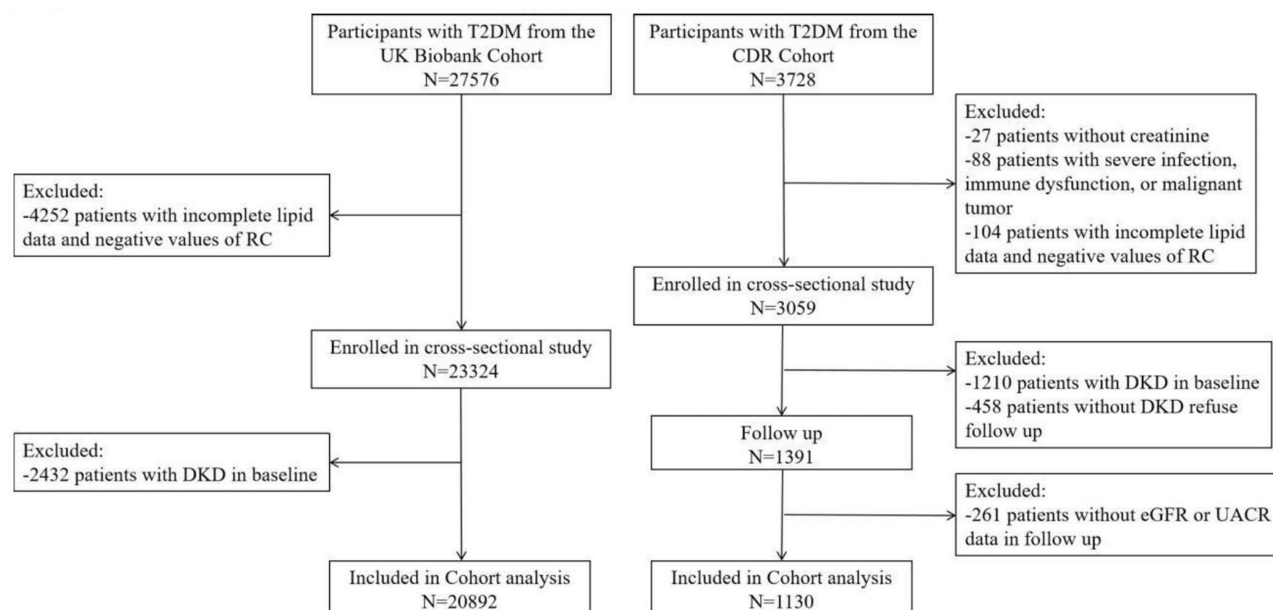 Participants with T2DM from the
UK Biobank Cohort
N=27576
Participants with T2DM from the
CDR Cohort
N=3728
Excluded:
-27 patients without creatinine
-88 patients with severe infection,
immune dysfunction, or malignant
tumor
-104 patients with incomplete lipid
data and negative values of RC
Excluded:
-4252 patients with incomplete lipid
data and negative values of RC
Enrolled in cross-sectional study
N=3059
Enrolled in cross-sectional study
N=23324
Excluded:
-1210 patients with DKD in baseline
-458 patients without DKD refuse
follow up
Follow up
N=1391
Excluded:
-2432 patients with DKD in baseline
Excluded:
-261 patients without eGFR or UACR
data in follow up
Included in Cohort analysis
N=20892
Included in Cohort analysis
N=1130